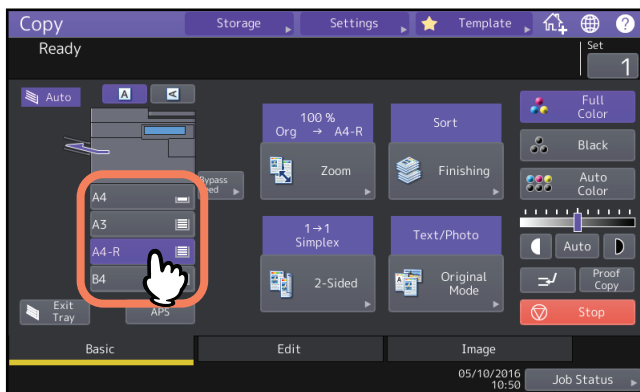 Copy
Storage
Settings
Template
?
Ready
Set
1
Auto
A
A
100 %
Org → A4-R
Zoom
Sort
Finishing
Full
Color
Black
Auto
Color
Bypass
Feed
A4
A3
A4-R
B4
1→1
Simplex
2-Sided
Text/Photo
Original
Mode
Auto
Proof
Copy
Exit
Tray
APS
Stop
Basic
Edit
Image
05/10/2016
10:50
Job Status